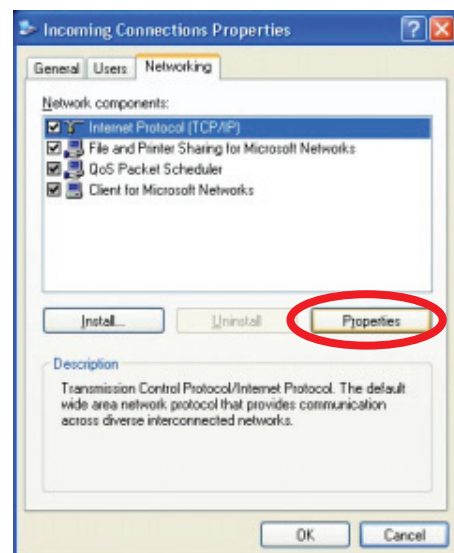 Incoming Connections Properties
General Users Networking
Network components:
Internet Protocol (TCP/IP)
File and Printer Sharing for Microsoft Networks
QoS Packet Scheduler
Client for Microsoft Networks
Install... Uninstall Properties
Description
Transmission Control Protocol/Internet Protocol. The default
wide area network protocol that provides communication
across diverse interconnected networks.
OK Cancel